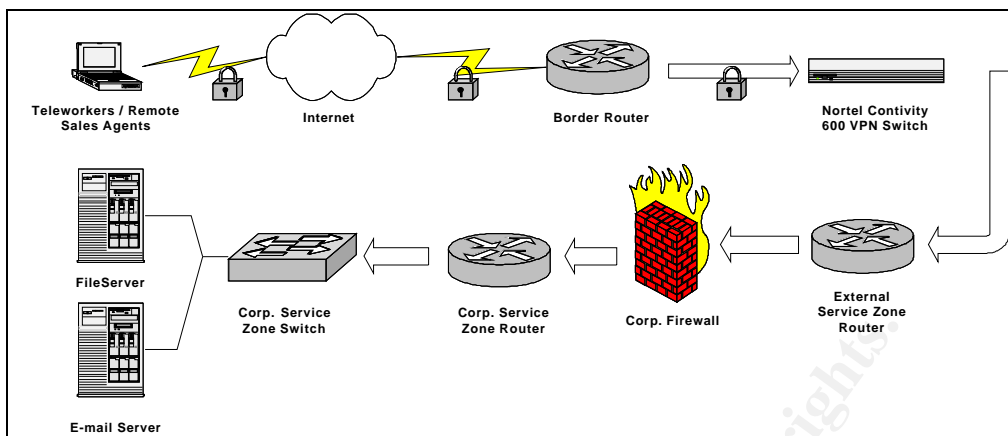 Teleworkers / Remote
Sales Agents
Internet
Border Router
Nortel Contivity
600 VPN Switch
FileServer
Corp. Service
Zone Switch
Corp. Service
Zone Router
Corp. Firewall
External
Service Zone
Router
E-mail Server
rights.